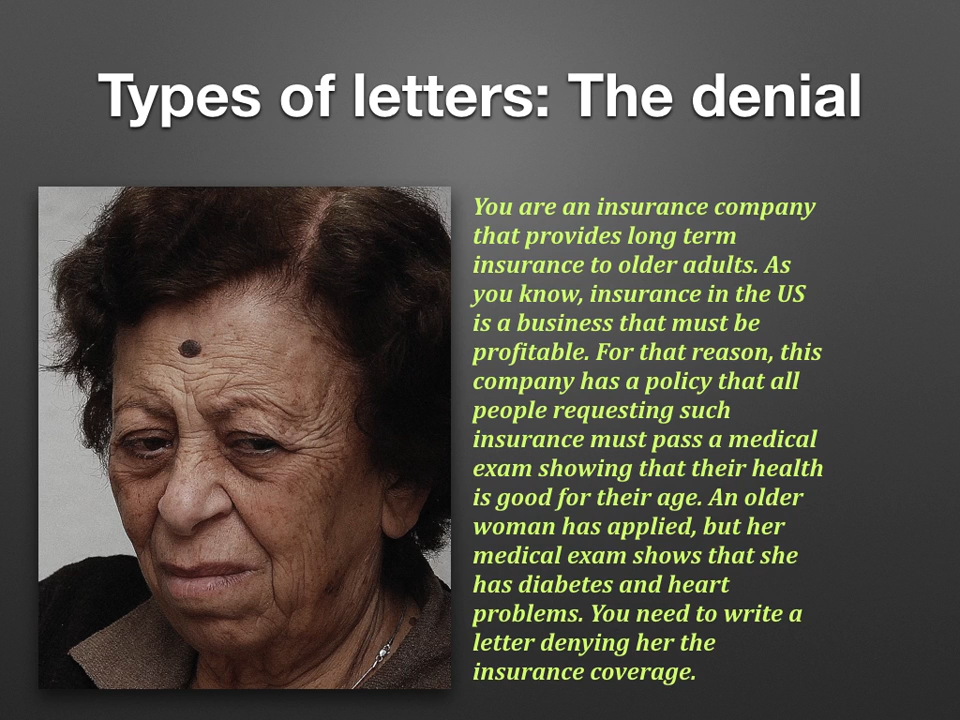 Types of letters: The denial
You are an insurance company
that provides long term
insurance to older adults. As
you know, insurance in the US
is a business that must be
profitable. For that reason, this
company has a policy that all
people requesting such
insurance must pass a medical
exam showing that their health
is good for their age. An older
woman has applied, but her
medical exam shows that she
has diabetes and heart
problems. You need to write a
letter denying her the
insurance coverage.